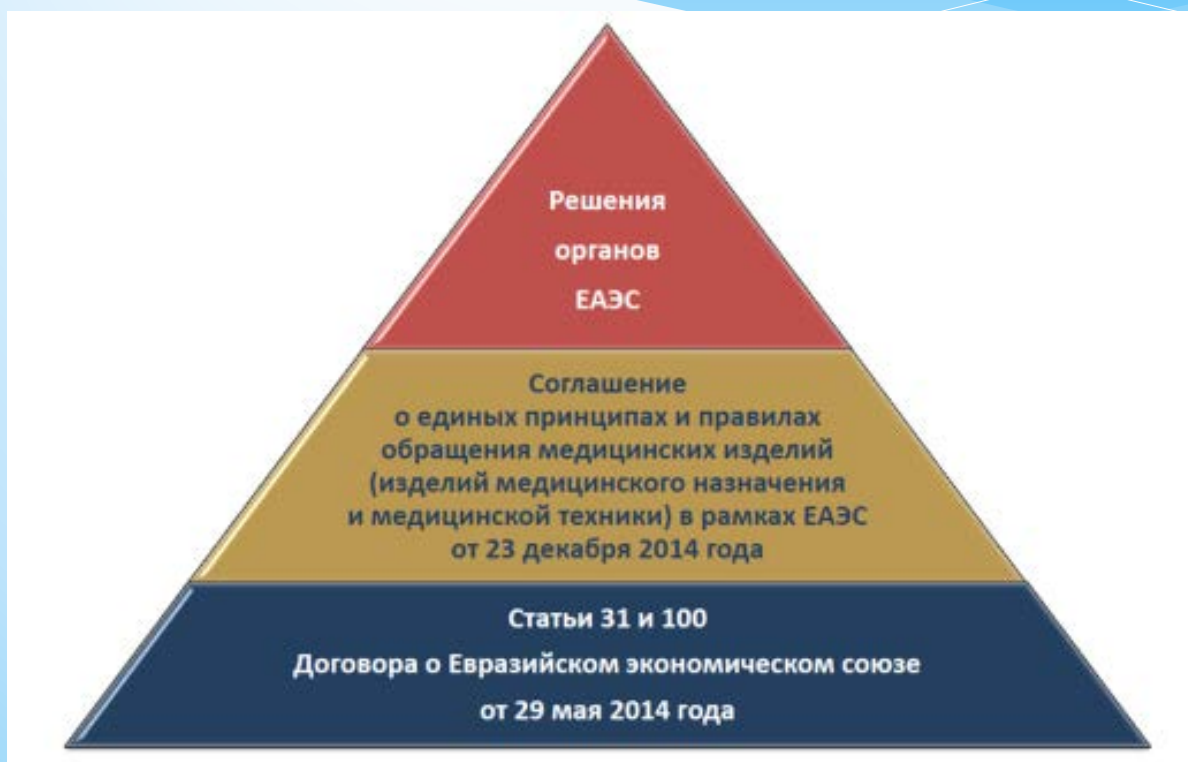 Решения
органов
ЕАЭС
Соглашение
о единых принципах и правилах
обращения медицинских изделий
(изделий медицинского назначения
и медицинской техники) в рамках ЕАЭС
от 23 декабря 2014 года
Статьи 31 и 100
Договора о Евразийском экономическом союзе
от 29 мая 2014 года